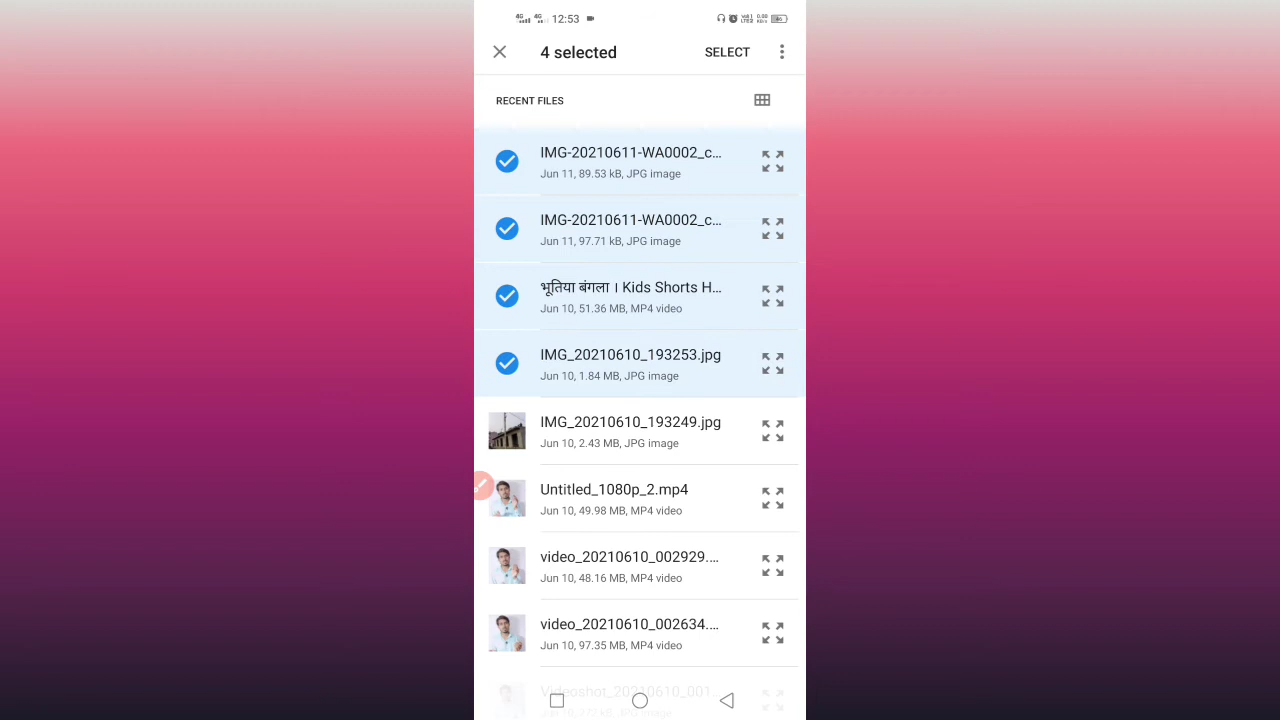 4G 4G 12:53
4 selected
SELECT
RECENT FILES
IMG-20210611-WA0002_c...
Jun 11, 89.53 kB, JPG image
IMG-20210611-WA0002_c...
Jun 11, 97.71 kB, JPG image
भूतिया बंगला । Kids Shorts H...
Jun 10, 51.36 MB, MP4 video
IMG_20210610_193253.jpg
Jun 10, 1.84 MB, JPG image
IMG_20210610_193249.jpg
Jun 10, 2.43 MB, JPG image
Untitled_1080p_2.mp4
Jun 10, 49.98 MB, MP4 video
video_20210610_002929....
Jun 10, 48.16 MB, MP4 video
video_20210610_002634....
Jun 10, 97.35 MB, MP4 video
Videoshot_20210610_001...